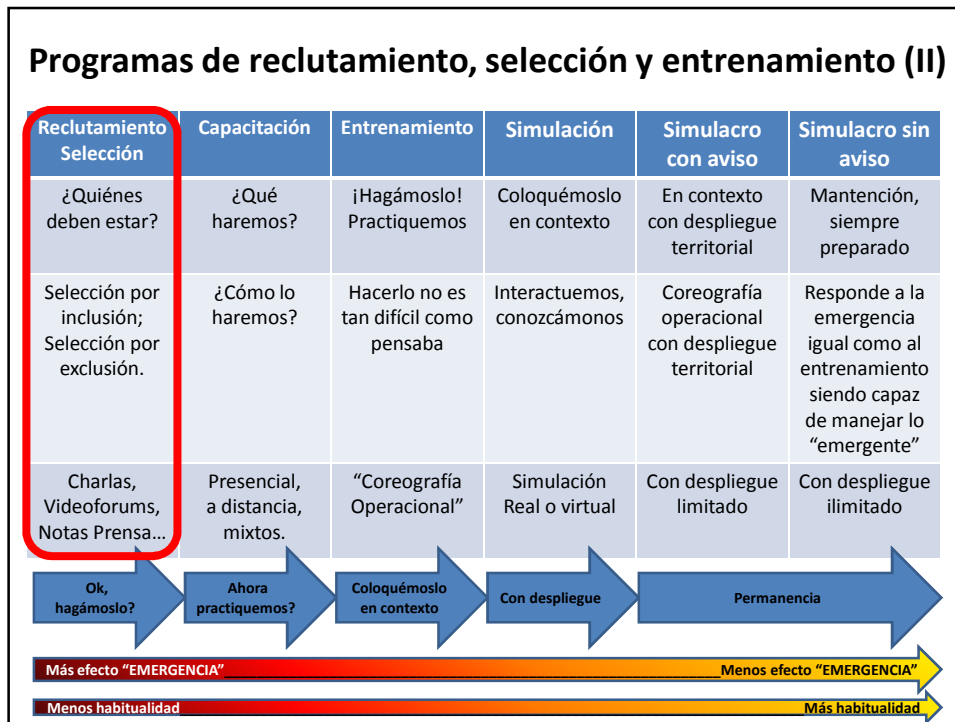 Programas de reclutamiento, selección y entrenamiento (II)
Reclutamiento
Selección
Capacitación
Entrenamiento
Simulación
Simulacro
con aviso
Simulacro sin
aviso
¿Quiénes
deben estar?
¿Qué
haremos?
¡Hagámoslo!
Practiquemos
Coloquémoslo
en contexto
En contexto
con despliegue
territorial
Mantención,
siempre
preparado
Selección por
inclusión;
Selección por
exclusión.
¿Cómo lo
haremos?
Hacerlo no es
tan difícil como
pensaba
Interactuemos,
conozcámonos
Coreografía
operacional
con despliegue
territorial
Responde a la
emergencia
igual como al
entrenamiento
siendo capaz
de manejar lo
“emergente”
Charlas,
Videoforums,
Notas Prensa…
Presencial,
a distancia,
mixtos.
“Coreografía
Operacional”
Simulación
Real o virtual
Con despliegue
limitado
Con despliegue
ilimitado
Ok,
hagámoslo?
Ahora
practiquemos?
Coloquémoslo
en contexto
Con despliegue
Permanencia
Más efecto “EMERGENCIA”
Menos efecto “EMERGENCIA”
Menos habitualidad
Más habitualidad